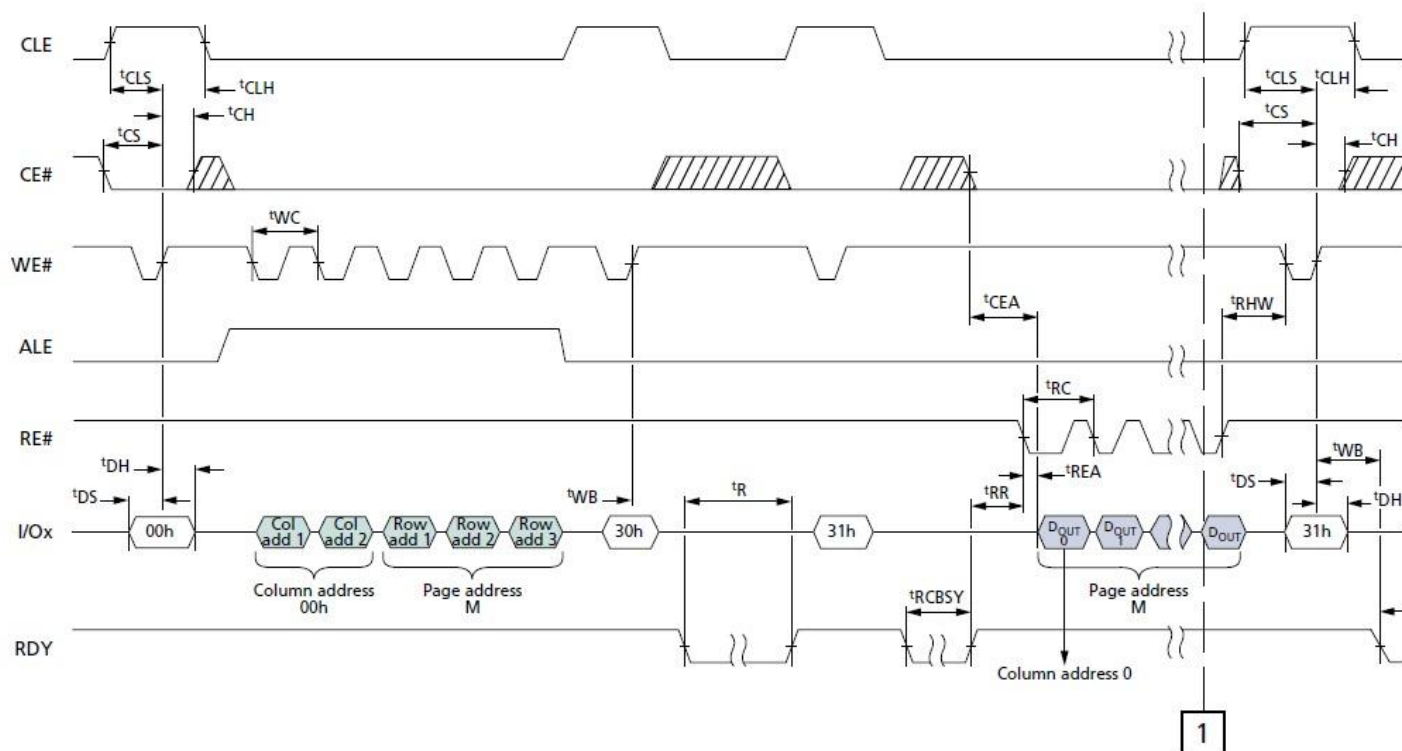 CLE
tCLS
tCLH
tCLS
tCLH
tCH
tCS
tCS
tCH
CE#
tWC
WE#
tCEA
tRHW
ALE
tRC
RE#
tDH
tREA
tWB
tDS
tWB
tR
tRR
tDS
tDH
I/Ox
00h
Col add 1
Col add 2
Row add 1
Row add 2
Row add 3
30h
31h
DOUT 0
DOUT 1
DOUT
31h
Column address
00h
Page address
M
Page address
M
tRCBSY
RDY
Column address 0
1